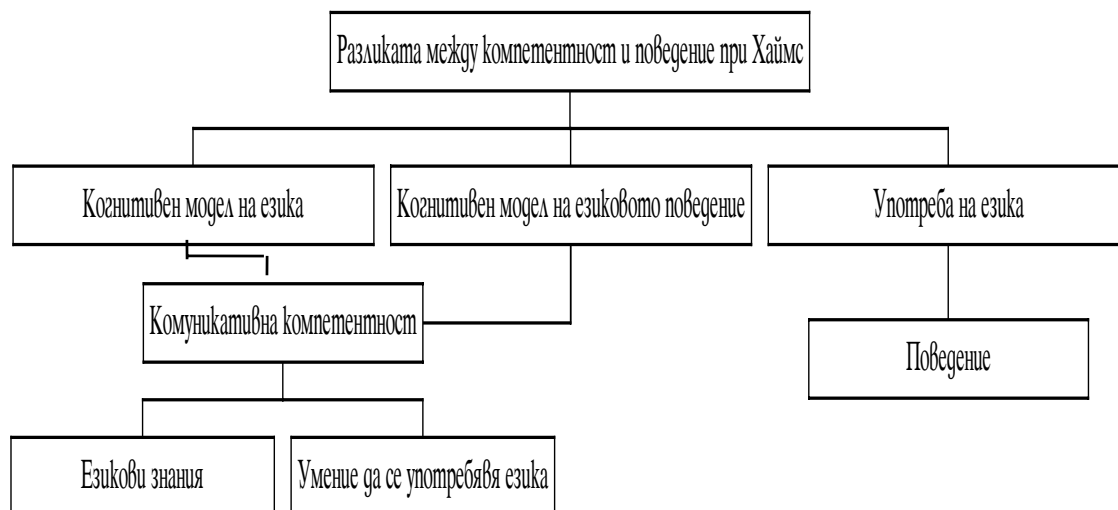 Разликата между компетентност и поведение при Хаймс
Когнитивен модел на езика
Когнитивен модел на езиковото поведение
Употреба на езика
Комуникативна компетентност
Поведение
Езикови знания
Умение да се употребявя езика